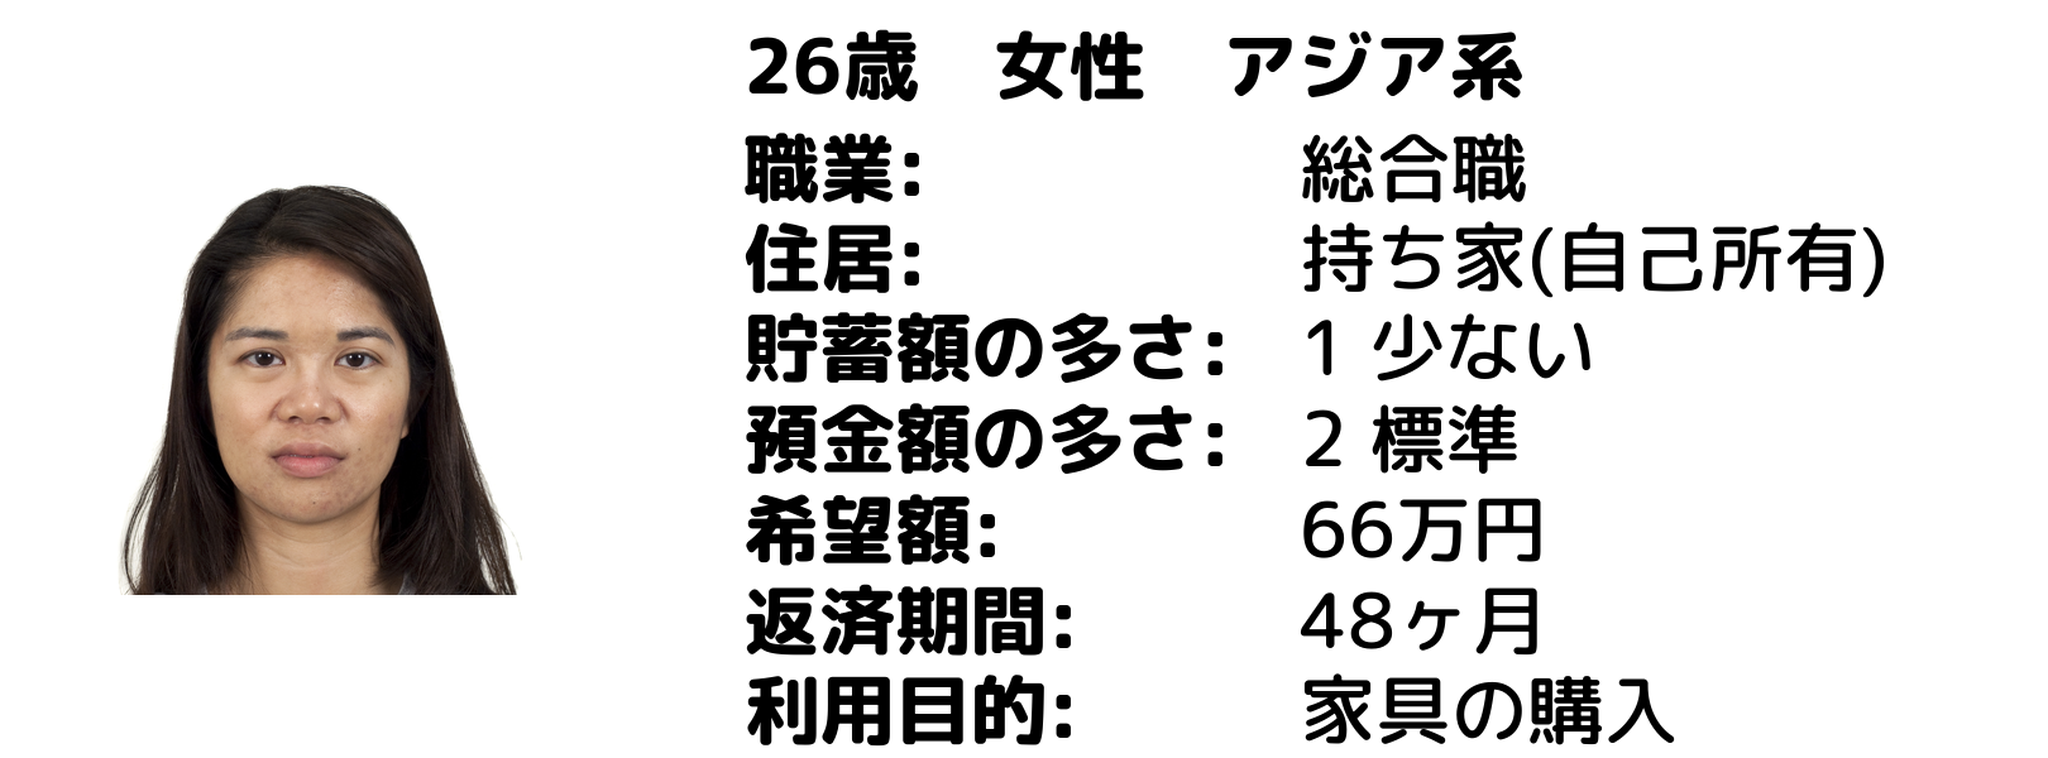 26歳　女性　アジア系
職業: 総合職
住居: 持ち家(自己所有)
貯蓄額の多さ: 1 少ない
預金額の多さ: 2 標準
希望額: 66万円
返済期間: 48ヶ月
利用目的: 家具の購入